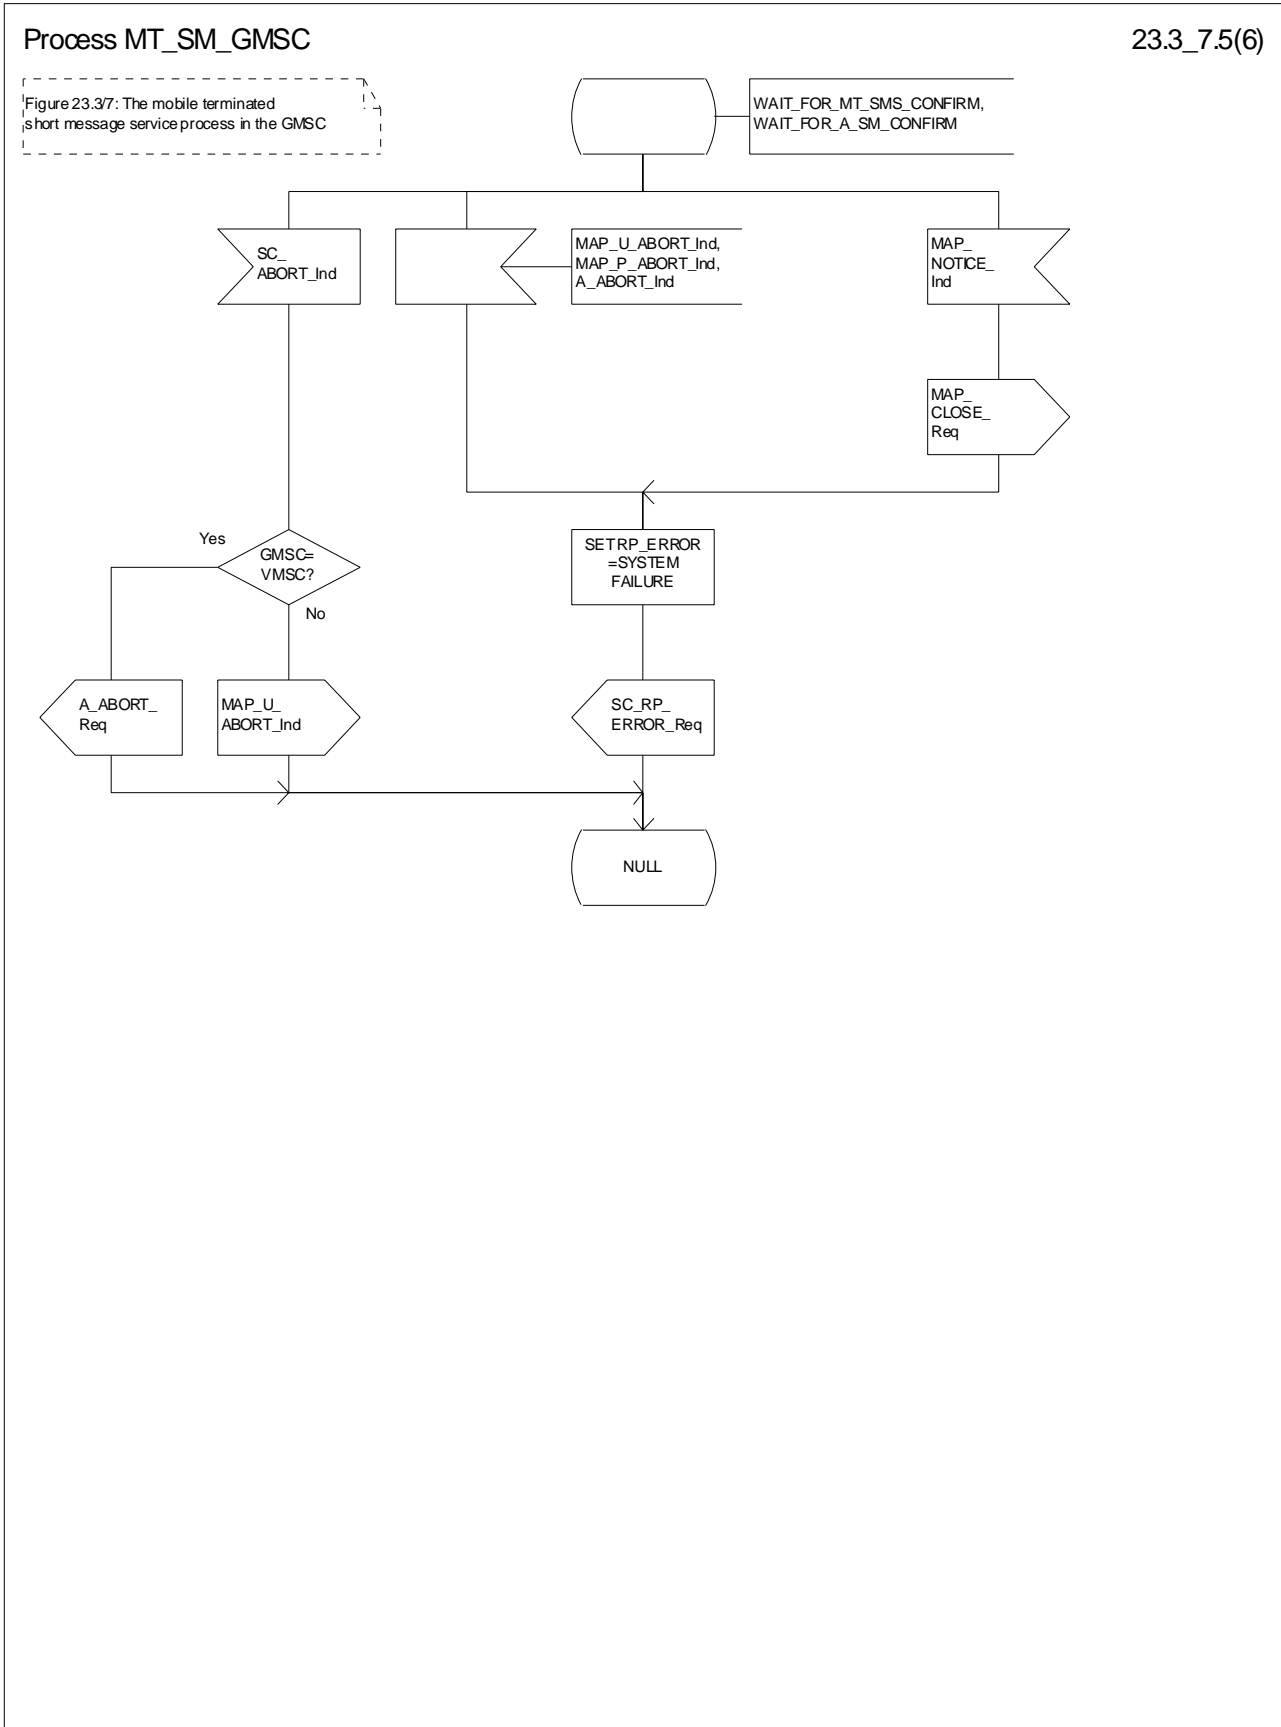 Process MT_SM_GMSC
23.3_7.5(6)
Figure 23.3/7: The mobile terminated
short message service process in the GMSC
WAIT_FOR_MT_SMS_CONFIRM,
WAIT_FOR_A_SM_CONFIRM
SC_
ABORT_Ind
MAP_U_ABORT_Ind,
MAP_P_ABORT_Ind,
A_ABORT_Ind
MAP_
NOTICE_
Ind
MAP_
CLOSE_
Req
Yes
GMSC=
VMSC?
No
SET RP_ERROR
=SYSTEM
FAILURE
A_ABORT_
Req
MAP_U_
ABORT_Ind
SC_RP_
ERROR_Req
NULL